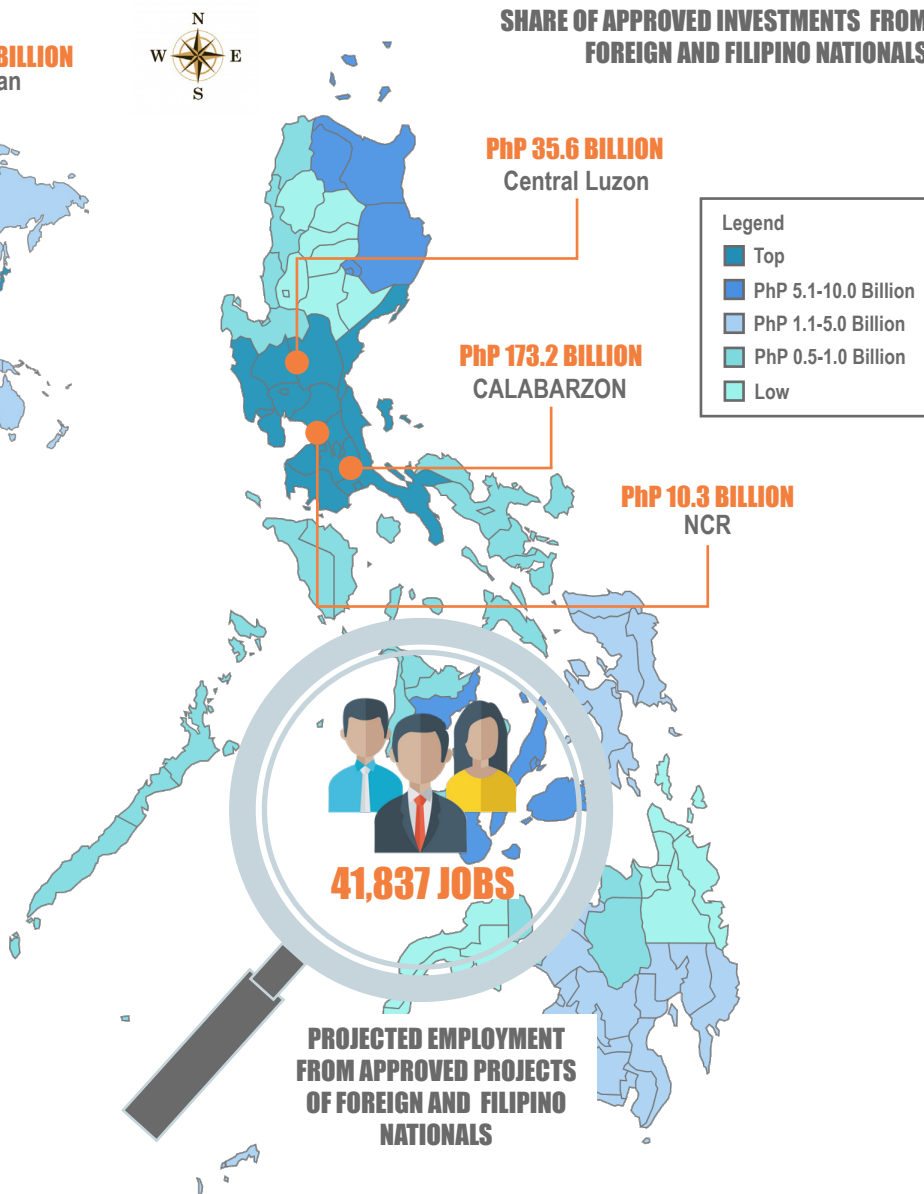 BILLION
N
W
E
S
SHARE OF APPROVED INVESTMENTS FROM
FOREIGN AND FILIPINO NATIONALS
PhP 35.6 BILLION
Central Luzon
Legend
Top
PhP 5.1-10.0 Billion
PhP 1.1-5.0 Billion
PhP 0.5-1.0 Billion
Low
PhP 173.2 BILLION
CALABARZON
PhP 10.3 BILLION
NCR
41,837 JOBS
PROJECTED EMPLOYMENT
FROM APPROVED PROJECTS
OF FOREIGN AND FILIPINO
NATIONALS